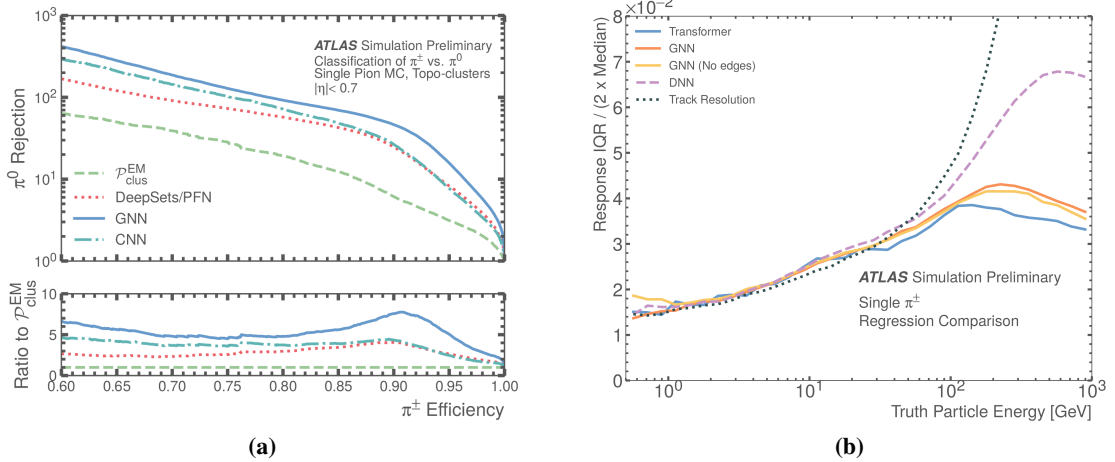 10³
10²
10¹
10⁰
π⁰ Rejection
ATLAS Simulation Preliminary
Classification of π± vs. π⁰
Single Pion MC, Topo-clusters
|η|< 0.7
𝒫^EM_clus
DeepSets/PFN
GNN
CNN
Ratio to 𝒫^EM_clus
10
5
0
0.60 0.65 0.70 0.75 0.80 0.85 0.90 0.95 1.00
π± Efficiency
(a)
8×10⁻²
7
6
5
4
3
2
1
0
Response IQR / (2 x Median)
Transformer
GNN
GNN (No edges)
DNN
Track Resolution
ATLAS Simulation Preliminary
Single π±
Regression Comparison
10⁰ 10¹ 10² 10³
Truth Particle Energy [GeV]
(b)